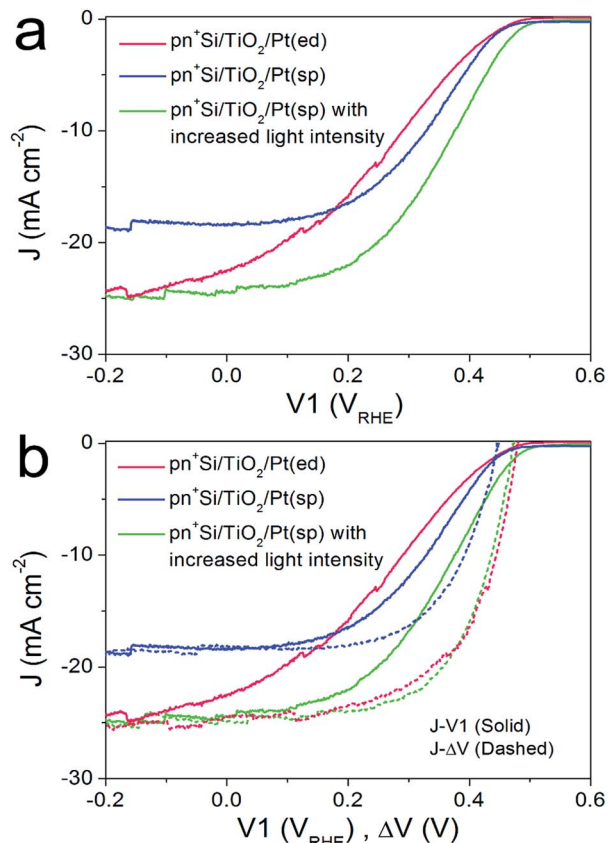 a
0
-10
-20
-30
J (mA cm⁻²)
pn⁺Si/TiO₂/Pt(ed)
pn⁺Si/TiO₂/Pt(sp)
pn⁺Si/TiO₂/Pt(sp) with
increased light intensity
-0.2 0.0 0.2 0.4 0.6
V1 (V_RHE)
b
0
-10
-20
-30
J (mA cm⁻²)
pn⁺Si/TiO₂/Pt(ed)
pn⁺Si/TiO₂/Pt(sp)
pn⁺Si/TiO₂/Pt(sp) with
increased light intensity
J-V1 (Solid)
J-ΔV (Dashed)
-0.2 0.0 0.2 0.4 0.6
V1 (V_RHE) , ΔV (V)